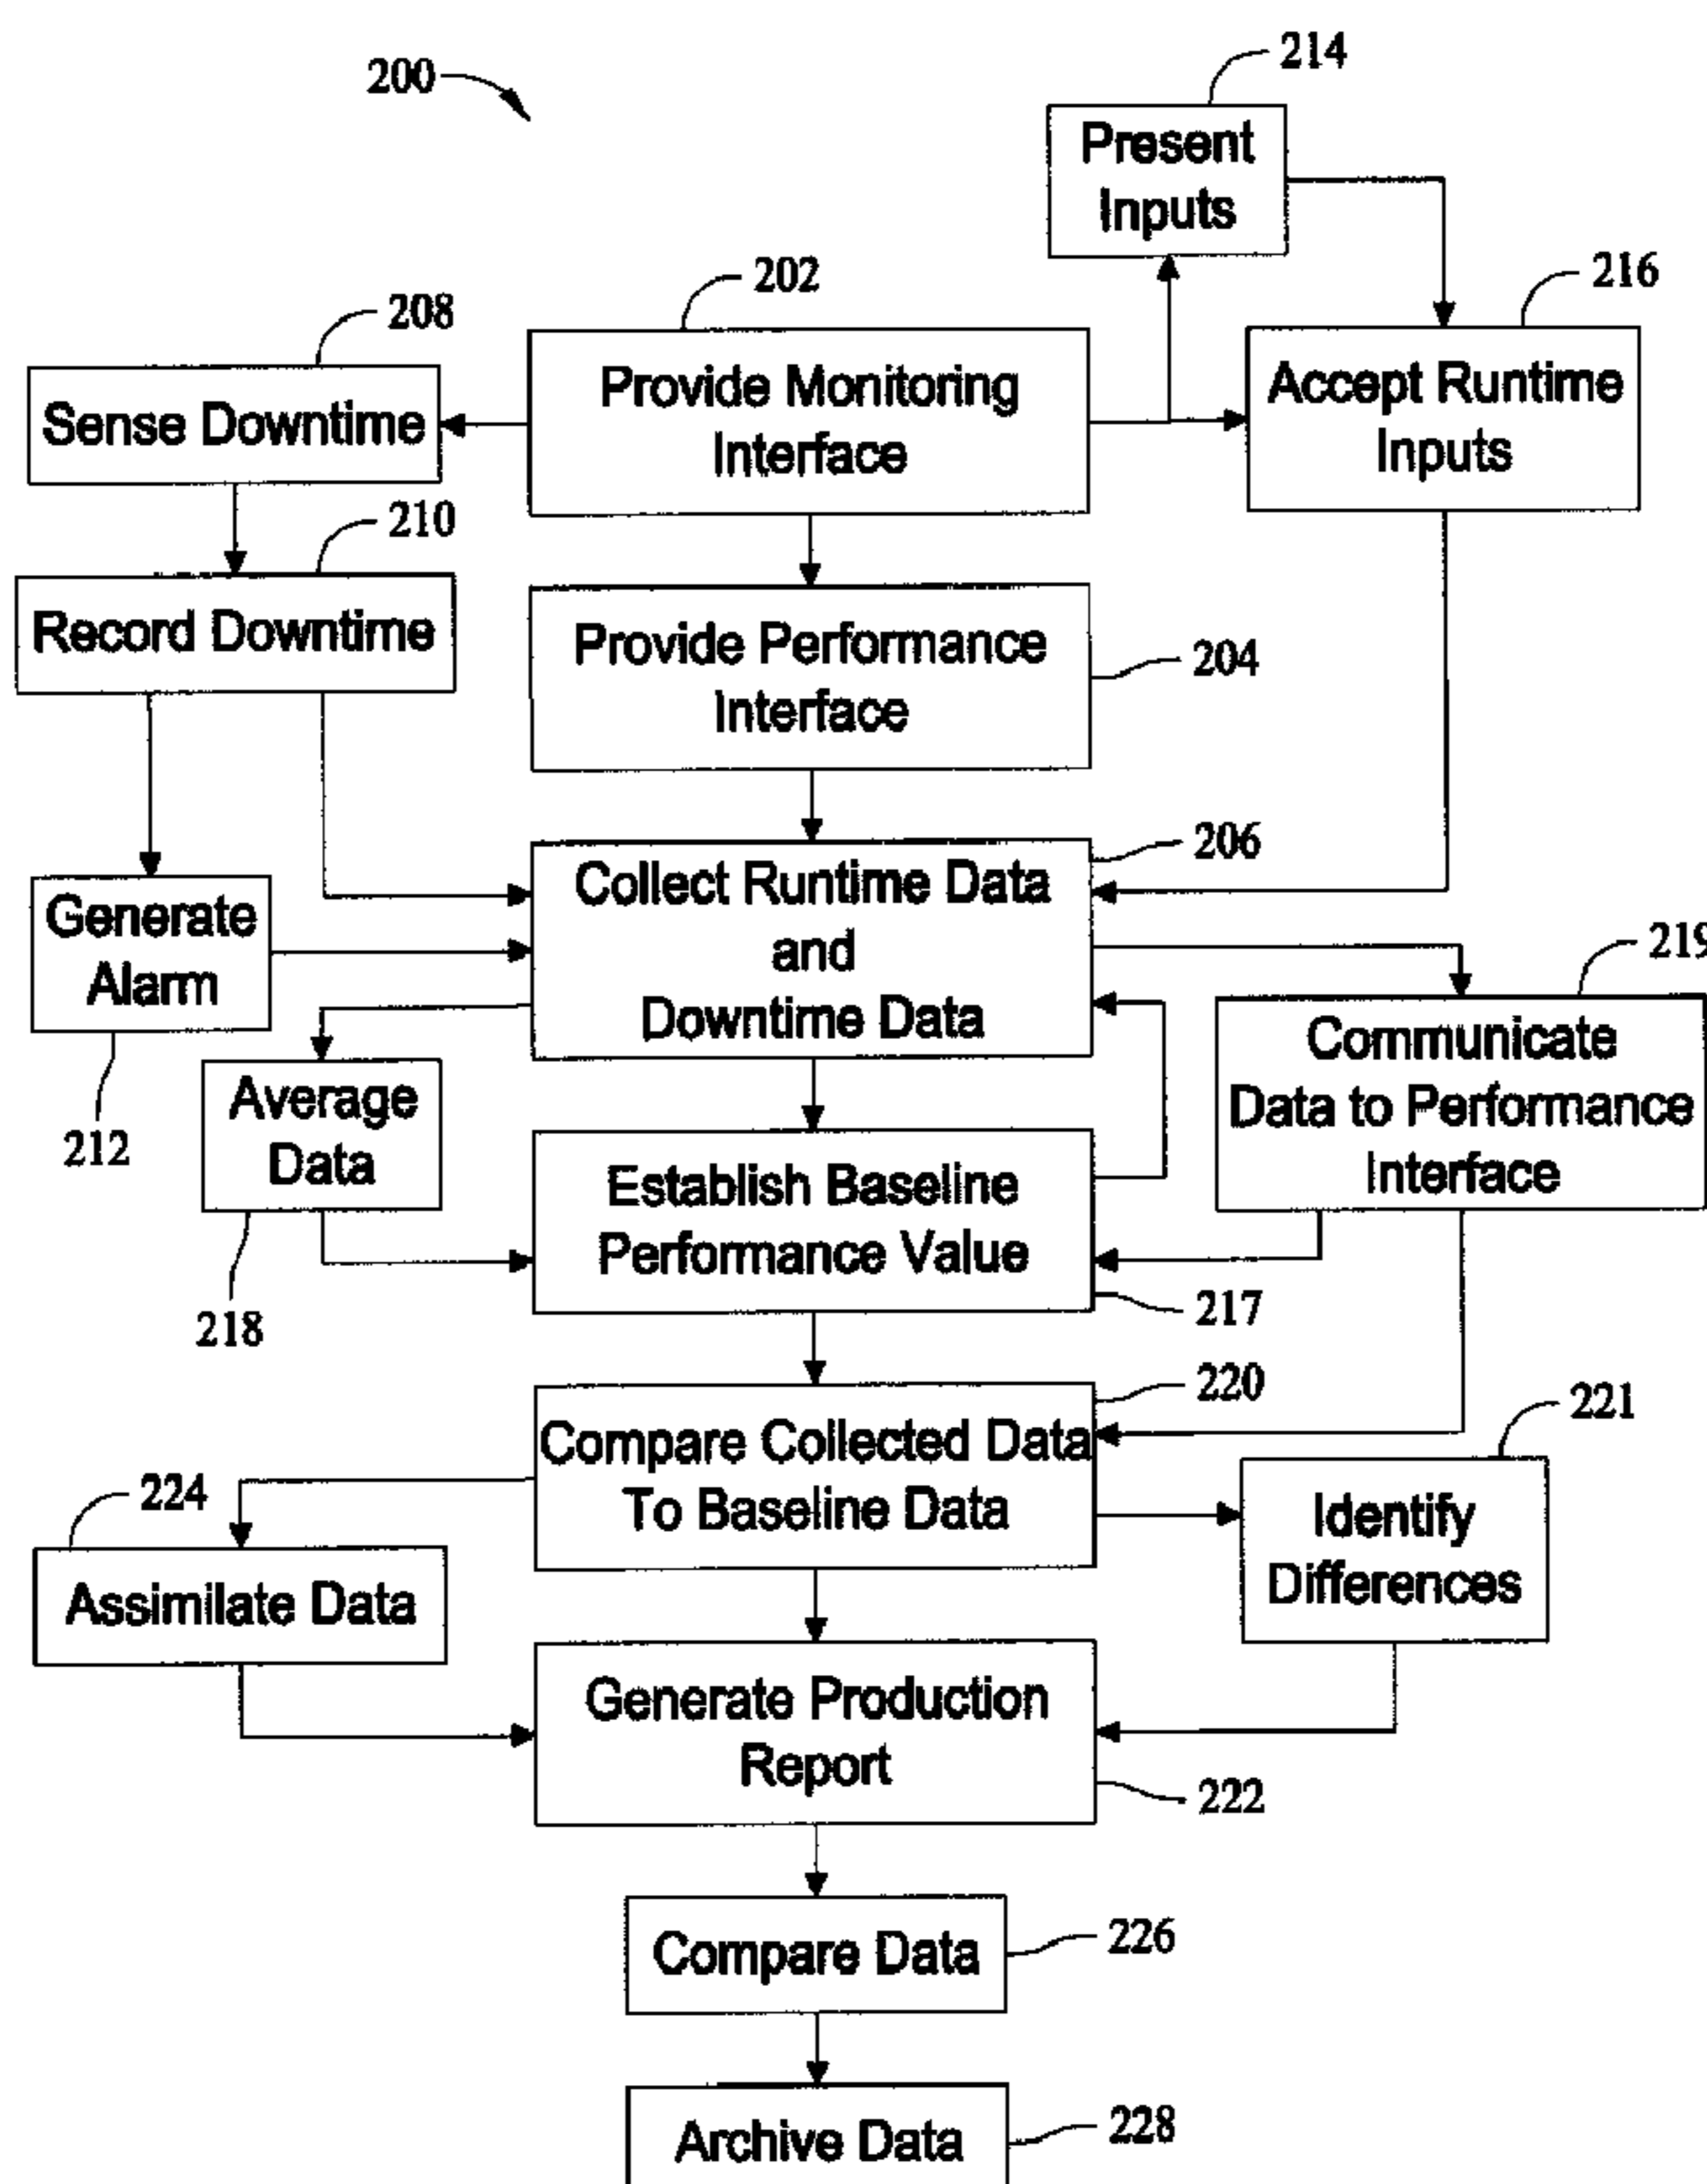 200
214
Present
Inputs
202
216
208
Provide Monitoring
Interface
Accept Runtime
Inputs
Sense Downtime
210
Record Downtime
Provide Performance
Interface
204
206
Collect Runtime Data
and
Downtime Data
Generate
Alarm
212
219
Communicate
Data to Performance
Interface
Average
Data
218
Establish Baseline
Performance Value
217
220
Compare Collected Data
To Baseline Data
221
Identify
Differences
224
Assimilate Data
Generate Production
Report
222
Compare Data
226
Archive Data
228